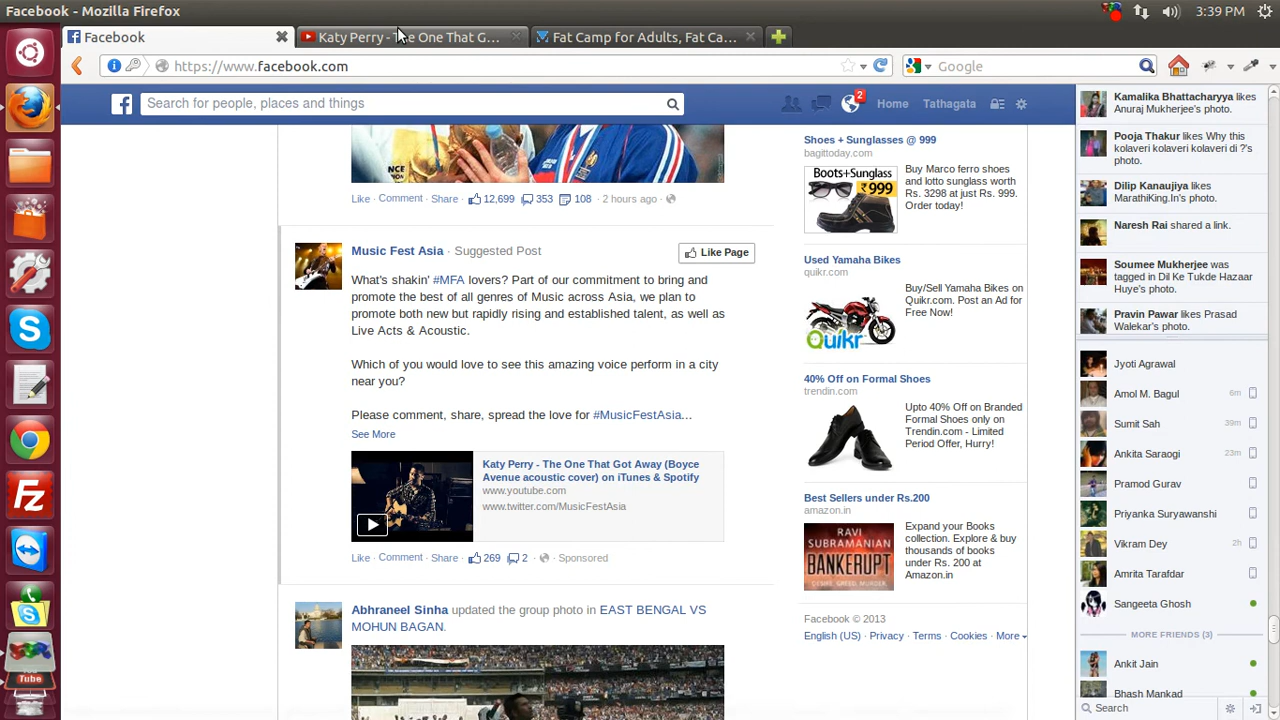 Facebook - Mozilla Firefox
3:39 PM
Facebook
Katy Perry - The One That G...
Fat Camp for Adults, Fat Ca...
https://www.facebook.com
Google
Search for people, places and things
2
Home
Tathagata
Like · Comment · Share · 12,699 353 108 · 2 hours ago ·
Music Fest Asia · Suggested Post
Like Page
What's shakin' #MFA lovers? Part of our commitment to bring and
promote the best of all genres of Music across Asia, we plan to
promote both new but rapidly rising and established talent, as well as
Live Acts & Acoustic.
Which of you would love to see this amazing voice perform in a city
near you?
Please comment, share, spread the love for #MusicFestAsia...
See More
Katy Perry - The One That Got Away (Boyce
Avenue acoustic cover) on iTunes & Spotify
www.youtube.com
www.twitter.com/MusicFestAsia
Like · Comment · Share · 269 2 · Sponsored
Abhraneel Sinha updated the group photo in EAST BENGAL VS
MOHUN BAGAN.
Shoes + Sunglasses @ 999
bagittoday.com
Boots+Sunglass
₹999
Buy Marco ferro shoes
and lotto sunglass worth
Rs. 3298 at just Rs. 999.
Order today!
Used Yamaha Bikes
quikr.com
Quikr
Buy/Sell Yamaha Bikes on
Quikr.com. Post an Ad for
Free Now!
40% Off on Formal Shoes
trendin.com
Upto 40% Off on Branded
Formal Shoes only on
Trendin.com - Limited
Period Offer, Hurry!
Best Sellers under Rs.200
amazon.in
RAVI
SUBRAMANIAN
BANKERUPT
Expand your Books
collection. Explore & buy
thousands of books
under Rs. 200 at
Amazon.in
Facebook © 2013
English (US) · Privacy · Terms · Cookies · More
Kamalika Bhattacharyya likes
Anuraj Mukherjee's photo.
Pooja Thakur likes Why this
kolaveri kolaveri kolaveri di ?'s
photo.
Dilip Kanaujiya likes
MarathiKing.In's photo.
Naresh Rai shared a link.
Soumee Mukherjee was
tagged in Dil Ke Tukde Hazaar
Huye's photo.
Pravin Pawar likes Prasad
Walekar's photo.
Jyoti Agrawal
Amol M. Bagul 6m
Sumit Sah 39m
Ankita Saraogi 23m
Pramod Gurav
Priyanka Suryawanshi
Vikram Dey 2h
Amrita Tarafdar
Sangeeta Ghosh
MORE FRIENDS (3)
Ankit Jain
Bhash Mankad
Search
Tube